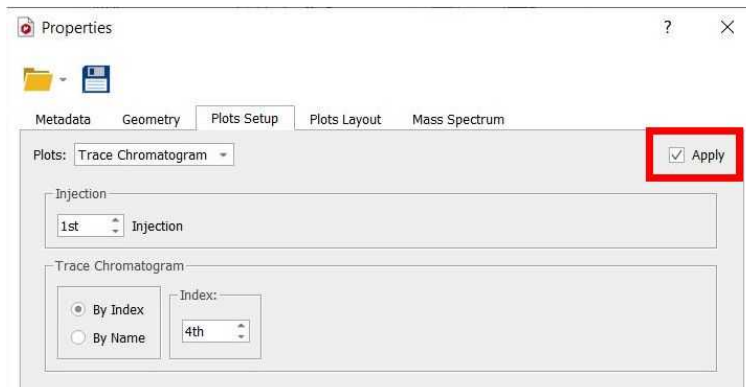 Properties ?
Metadata Geometry Plots Setup Plots Layout Mass Spectrum
Plots: Trace Chromatogram Apply
Injection
1st Injection
Trace Chromatogram
By Index
By Name
Index:
4th